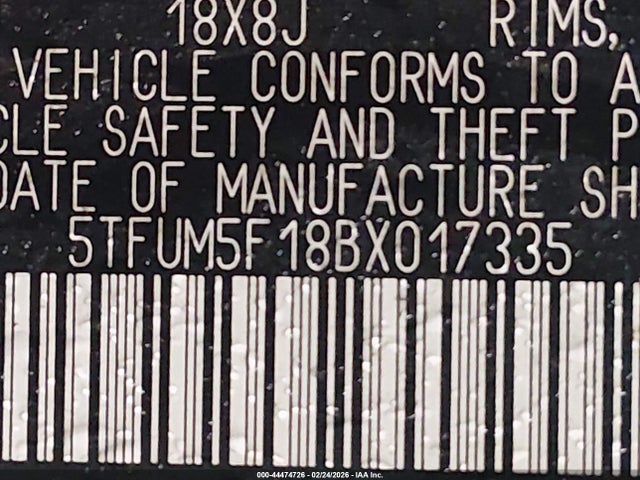 18X8J RIMS,
VEHICLE CONFORMS TO A
CLE SAFETY AND THEFT P
DATE OF MANUFACTURE SH
5TFUM5F18BX017335
000-44474726 - 02/24/2026 - IAA Inc.